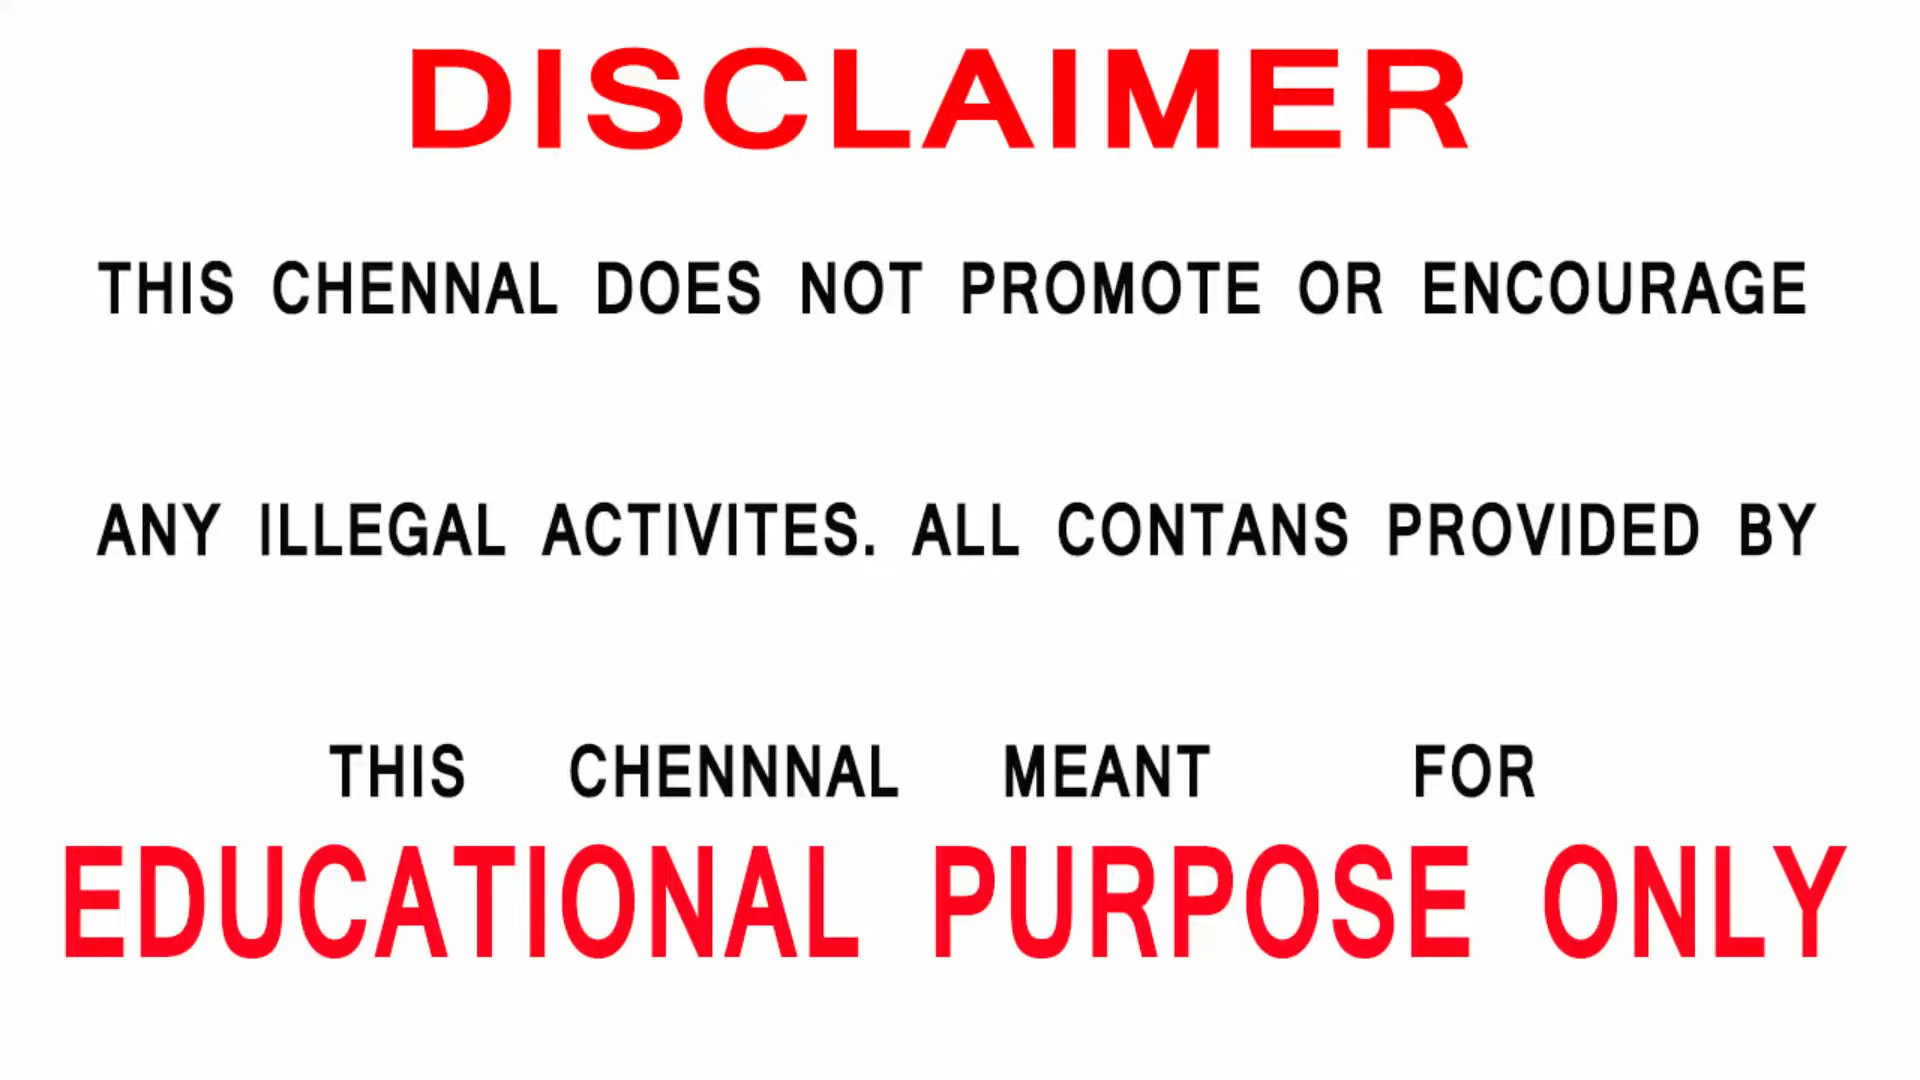 DISCLAIMER
THIS CHENNAL DOES NOT PROMOTE OR ENCOURAGE
ANY ILLEGAL ACTIVITES. ALL CONTANS PROVIDED BY
THIS CHENNNAL MEANT FOR
EDUCATIONAL PURPOSE ONLY